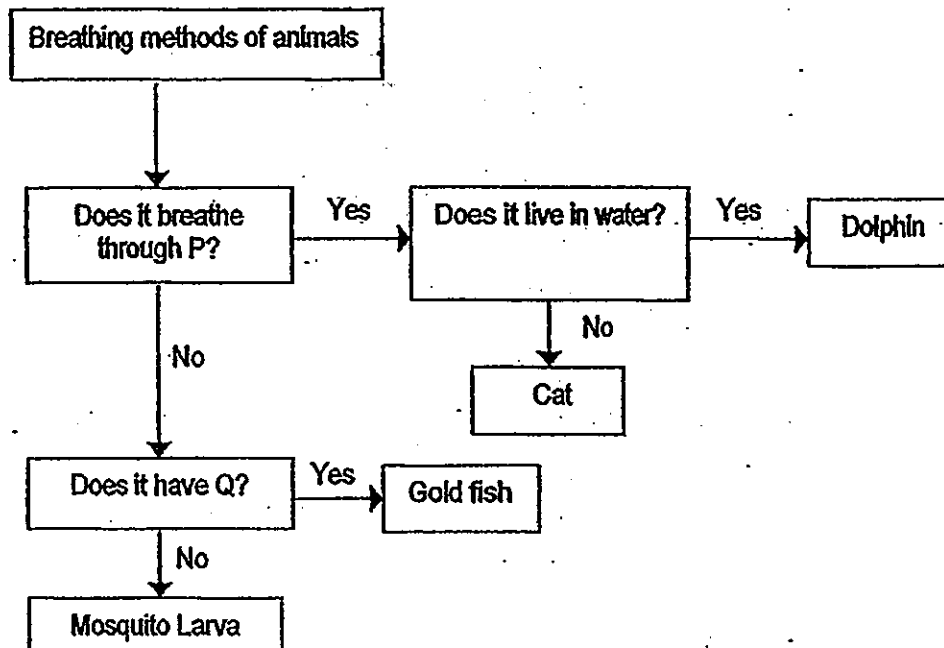 Breathing methods of animals
Does it breathe
through P?
Yes
Does it live in water?
Yes
Dolphin
No
No
Cat
Does it have Q?
Yes
Gold fish
No
Mosquito Larva